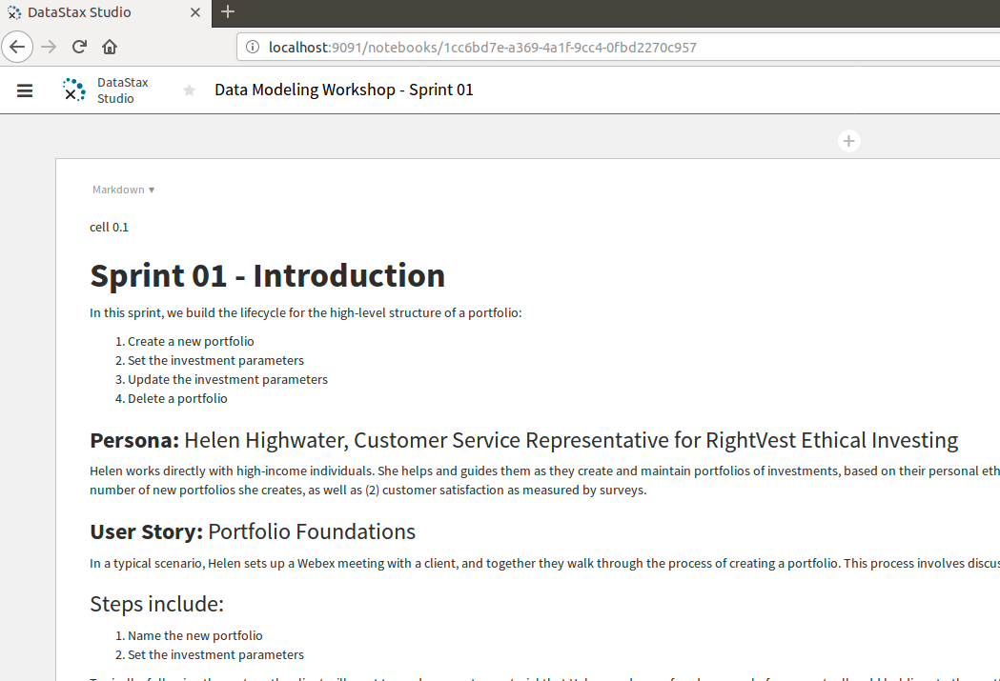 DataStax Studio
localhost:9091/notebooks/1cc6bd7e-a369-4a1f-9cc4-0fbd2270c957
DataStax
Studio
Data Modeling Workshop - Sprint 01
Markdown ▾
cell 0.1
Sprint 01 - Introduction
In this sprint, we build the lifecycle for the high-level structure of a portfolio:
1. Create a new portfolio
2. Set the investment parameters
3. Update the investment parameters
4. Delete a portfolio
Persona: Helen Highwater, Customer Service Representative for RightVest Ethical Investing
Helen works directly with high-income individuals. She helps and guides them as they create and maintain portfolios of investments, based on their personal eth
number of new portfolios she creates, as well as (2) customer satisfaction as measured by surveys.
User Story: Portfolio Foundations
In a typical scenario, Helen sets up a Webex meeting with a client, and together they walk through the process of creating a portfolio. This process involves discus
Steps include:
1. Name the new portfolio
2. Set the investment parameters